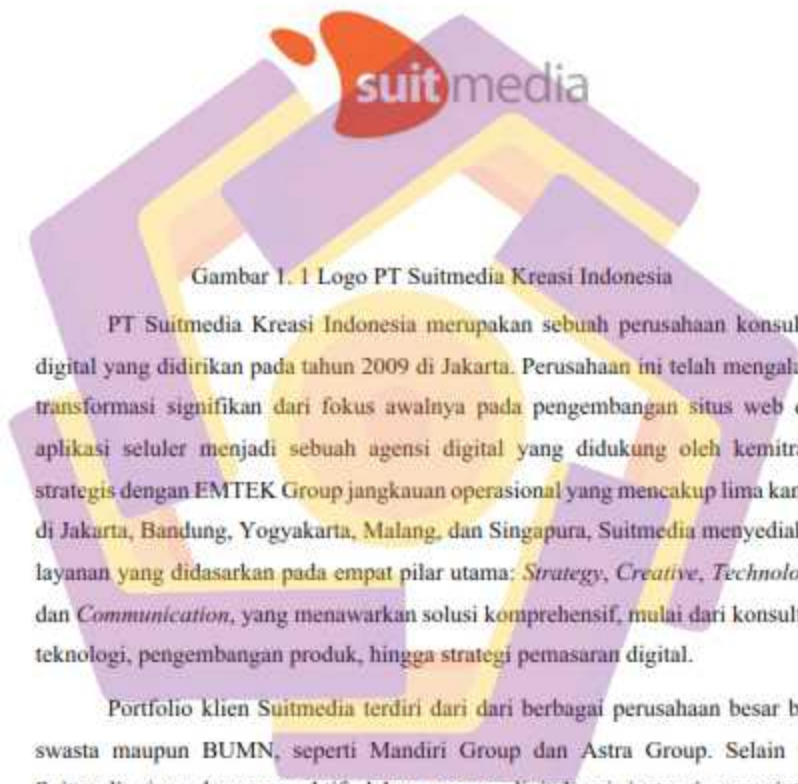 suitmedia
Gambar 1. 1 Logo PT Suitmedia Kreasi Indonesia
PT Suitmedia Kreasi Indonesia merupakan sebuah perusahaan konsul
digital yang didirikan pada tahun 2009 di Jakarta. Perusahaan ini telah mengala
transformasi signifikan dari fokus awalnya pada pengembangan situs web
aplikasi seluler menjadi sebuah agensi digital yang didukung oleh kemitra
strategis dengan EMTEK Group jangkauan operasional yang mencakup lima kan
di Jakarta, Bandung, Yogyakarta, Malang, dan Singapura, Suitmedia menyedial
layanan yang didasarkan pada empat pilar utama: Strategy, Creative, Technolo
dan Communication, yang menawarkan solusi komprehensif, mulai dari konsul
teknologi, pengembangan produk, hingga strategi pemasaran digital.
Portfolio klien Suitmedia terdiri dari dari berbagai perusahaan besar b
swasta maupun BUMN, seperti Mandiri Group dan Astra Group. Selain